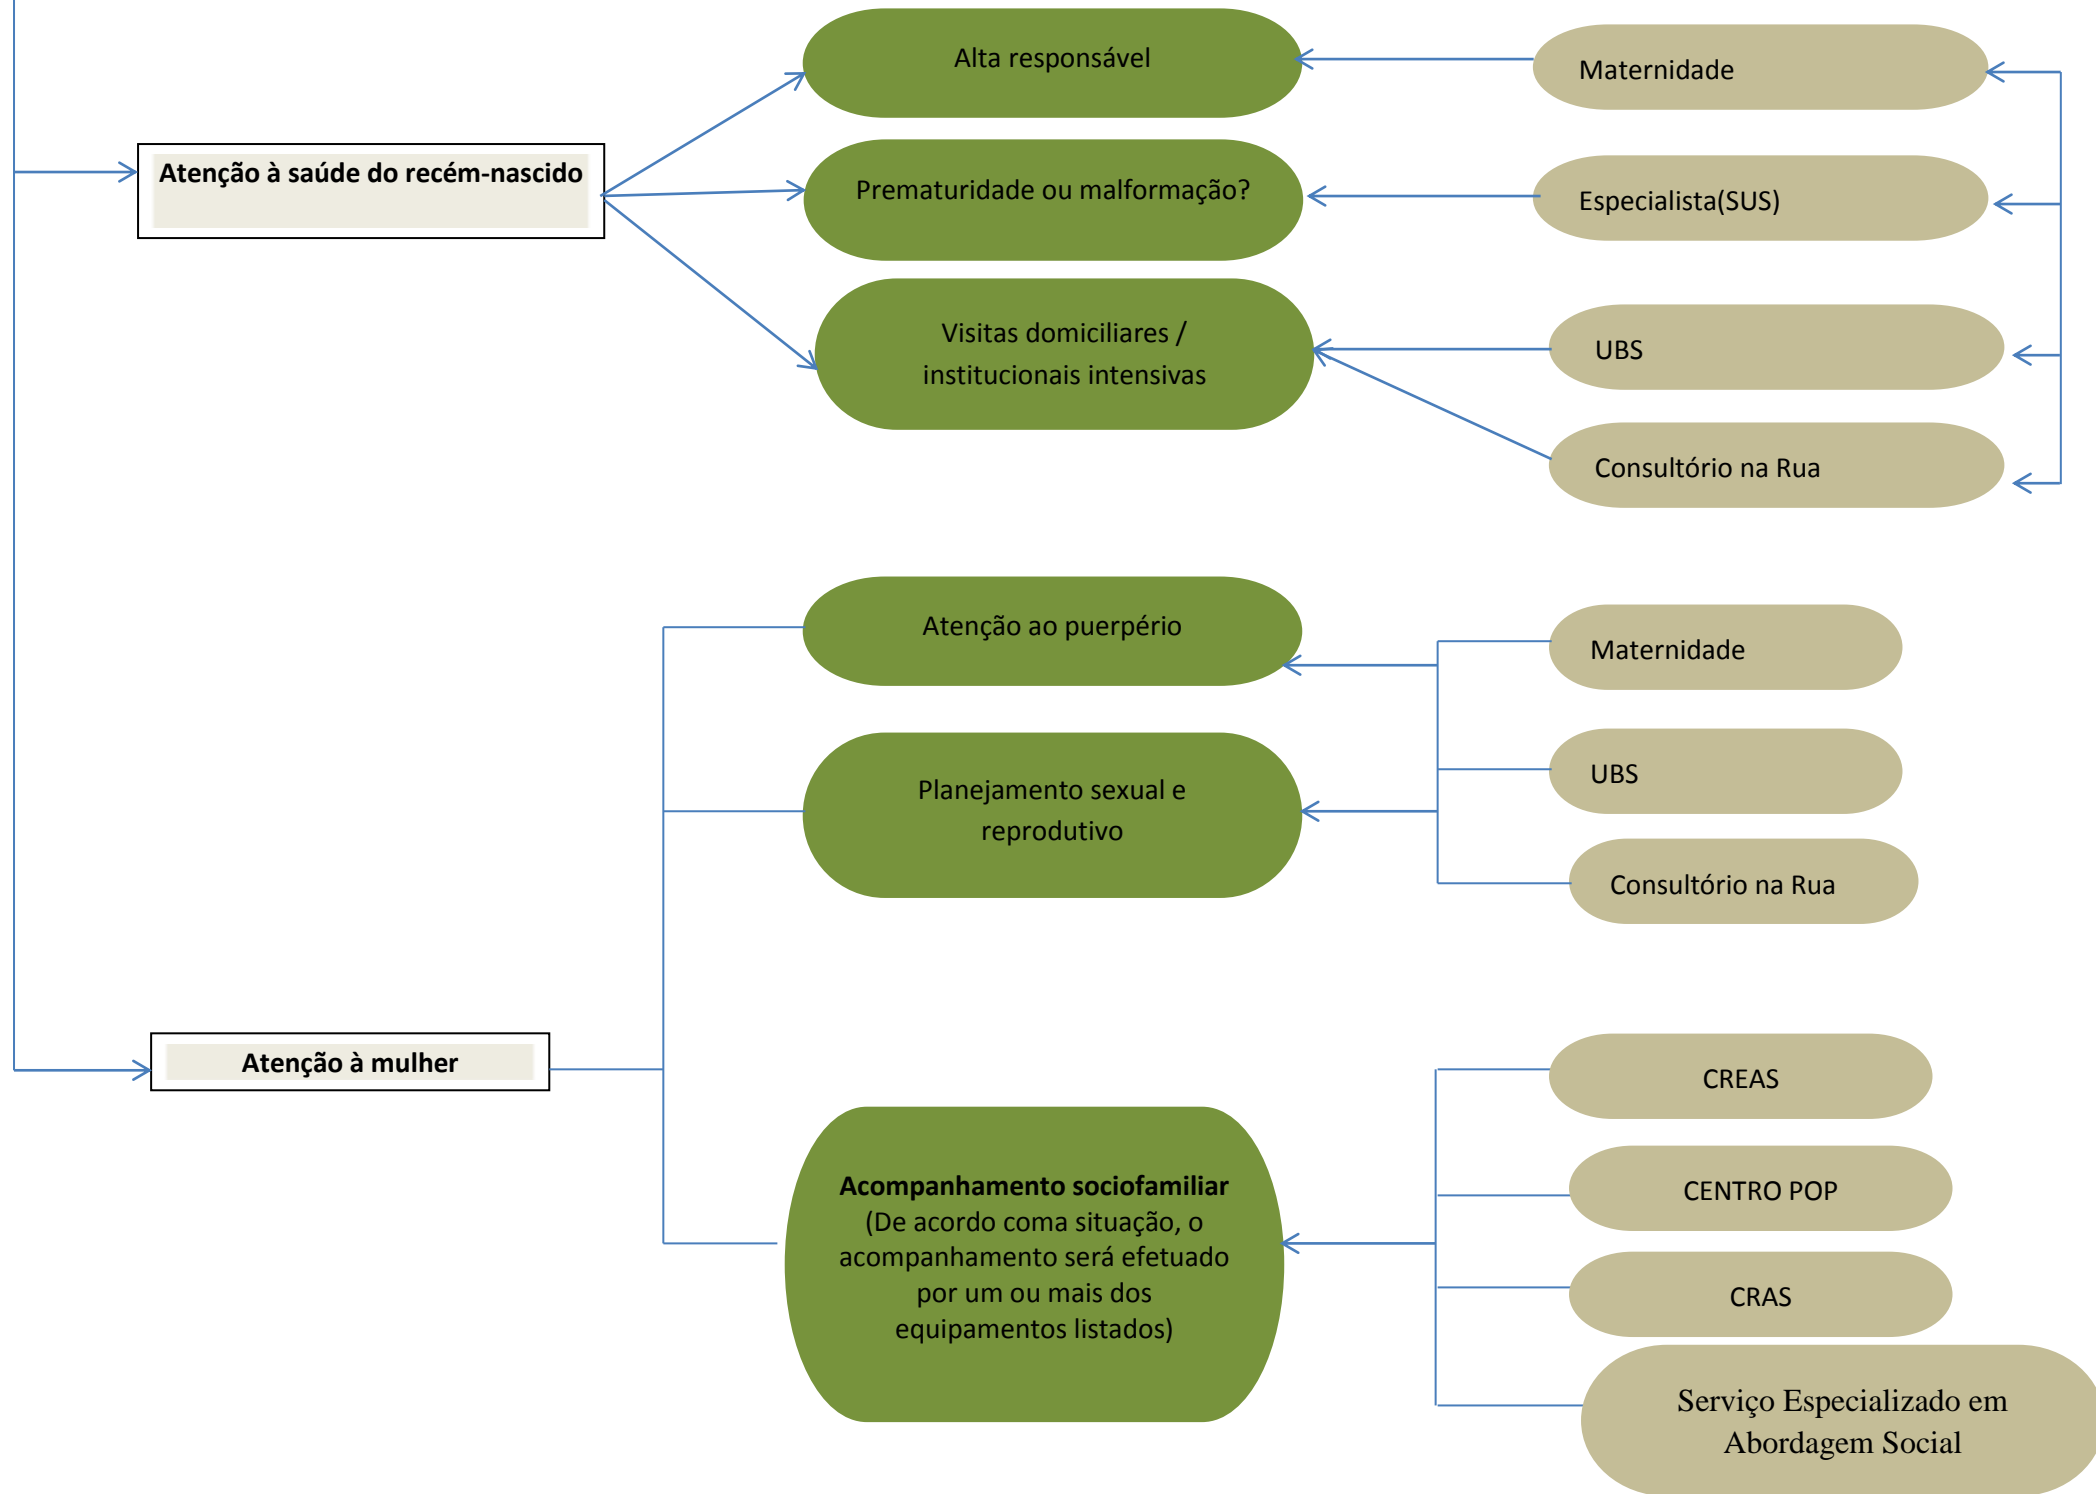 Alta responsável
Maternidade
Atenção à saúde do recém-nascido
Prematuridade ou malformação?
Especialista(SUS)
Visitas domiciliares /
institucionais intensivas
UBS
Consultório na Rua
Atenção ao puerpério
Maternidade
Planejamento sexual e
reprodutivo
UBS
Consultório na Rua
Atenção à mulher
Acompanhamento sociofamiliar
(De acordo coma situação, o
acompanhamento será efetuado
por um ou mais dos
equipamentos listados)
CREAS
CENTRO POP
CRAS
Serviço Especializado em
Abordagem Social